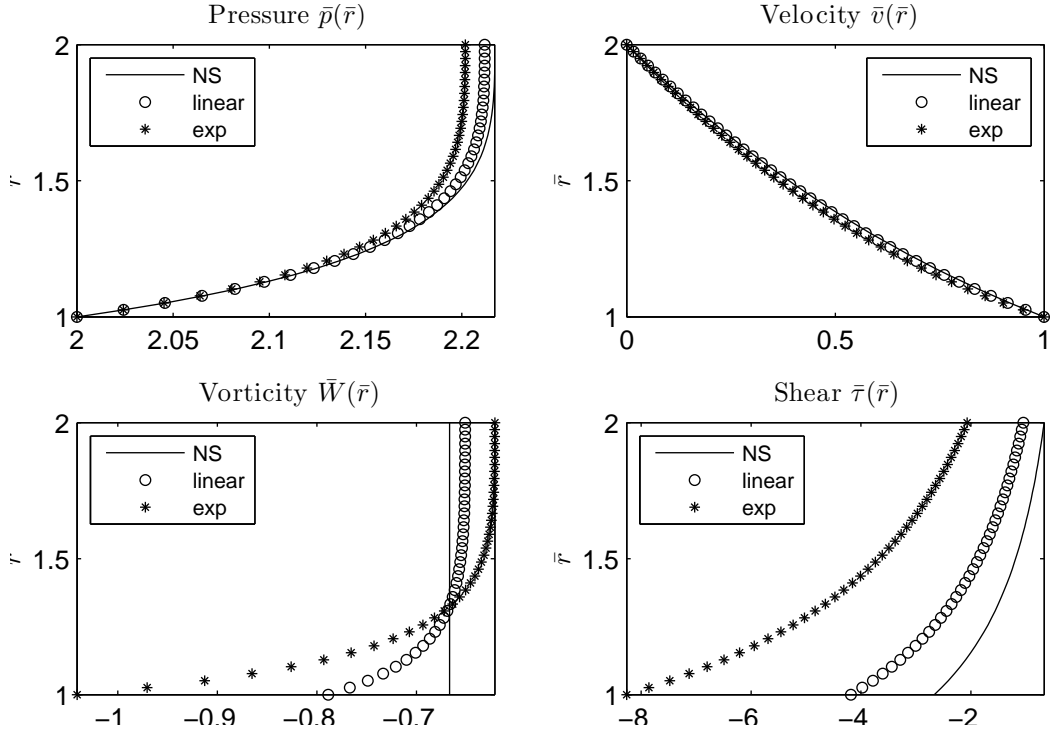 Pressure p̄(r̄)
2
1.5
1
r̄
NS
linear
exp
2
2.05
2.1
2.15
2.2
Velocity v̄(r̄)
2
1.5
1
r̄
NS
linear
exp
0
0.5
1
Vorticity W̄(r̄)
2
1.5
1
r̄
NS
linear
exp
−1
−0.9
−0.8
−0.7
Shear τ̄(r̄)
2
1.5
1
r̄
NS
linear
exp
−8
−6
−4
−2